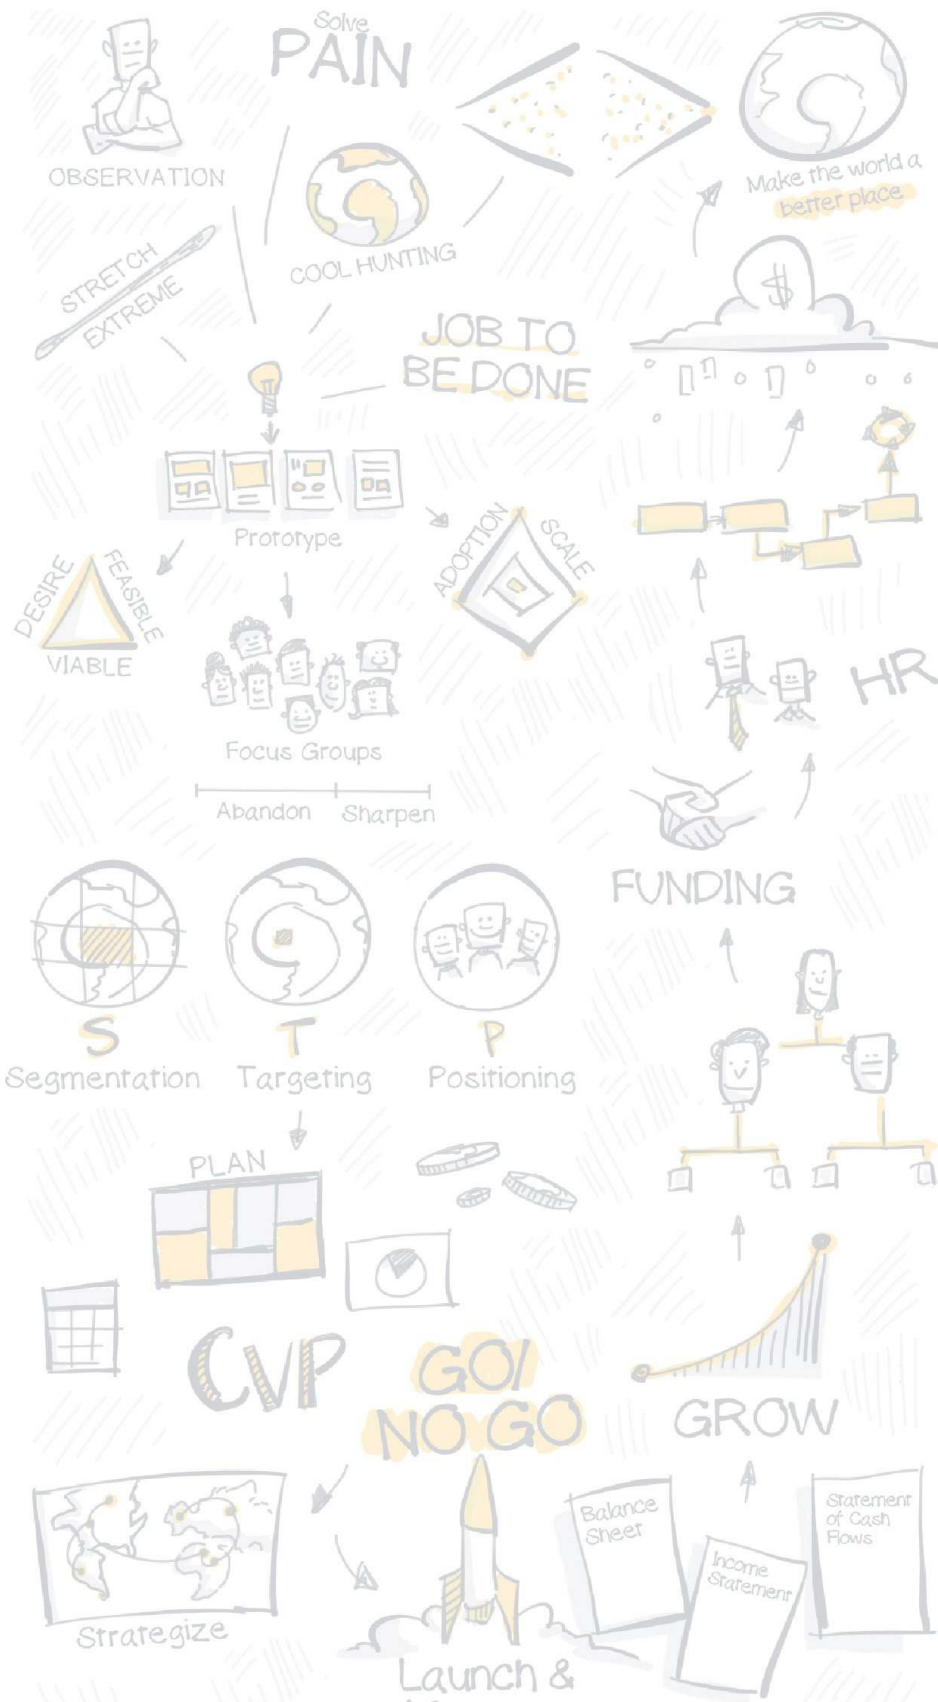 Solve
PAIN
OBSERVATION
Make the world a
better place
COOL HUNTING
STRETCH
EXTREME
$
JOB TO
BE DONE
Prototype
ADOPTION
SCALE
DESIRE
FEASIBLE
VIABLE
HR
Focus Groups
Abandon
Sharpen
FUNDING
S
T
P
Segmentation
Targeting
Positioning
PLAN
CVP
GO/
NO GO
GROW
Balance
Sheet
Income
Statement
Statement
of Cash
Flows
Strategize
Launch &